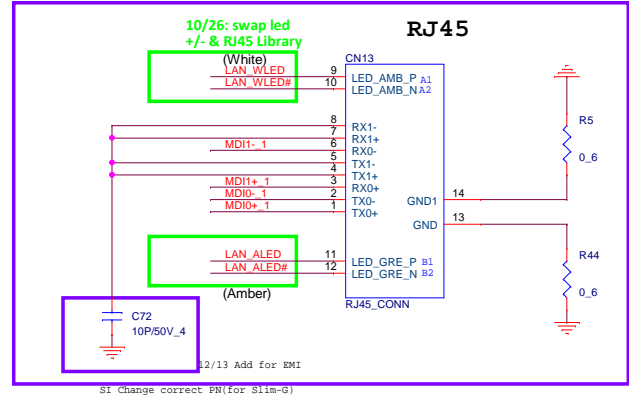 10/26: swap led
+/- & RJ45 Library
RJ45
(White)
CN13
LAN_WLED 9 LED_AMB_P A1
LAN_WLED# 10 LED_AMB_N A2
8 RX1-
7 RX1+
MDI1-_1 6 RX0-
5 TX1-
4 TX1+
MDI1+_1 3 RX0+
MDI0-_1 2 TX0-
MDI0+_1 1 TX0+
GND1 14
GND 13
R5
0_6
R44
0_6
LAN_ALED 11 LED_GRE_P B1
LAN_ALED# 12 LED_GRE_N B2
(Amber)
RJ45_CONN
C72
10P/50V_4
12/13 Add for EMI
SI Change correct PN(for Slim-G)